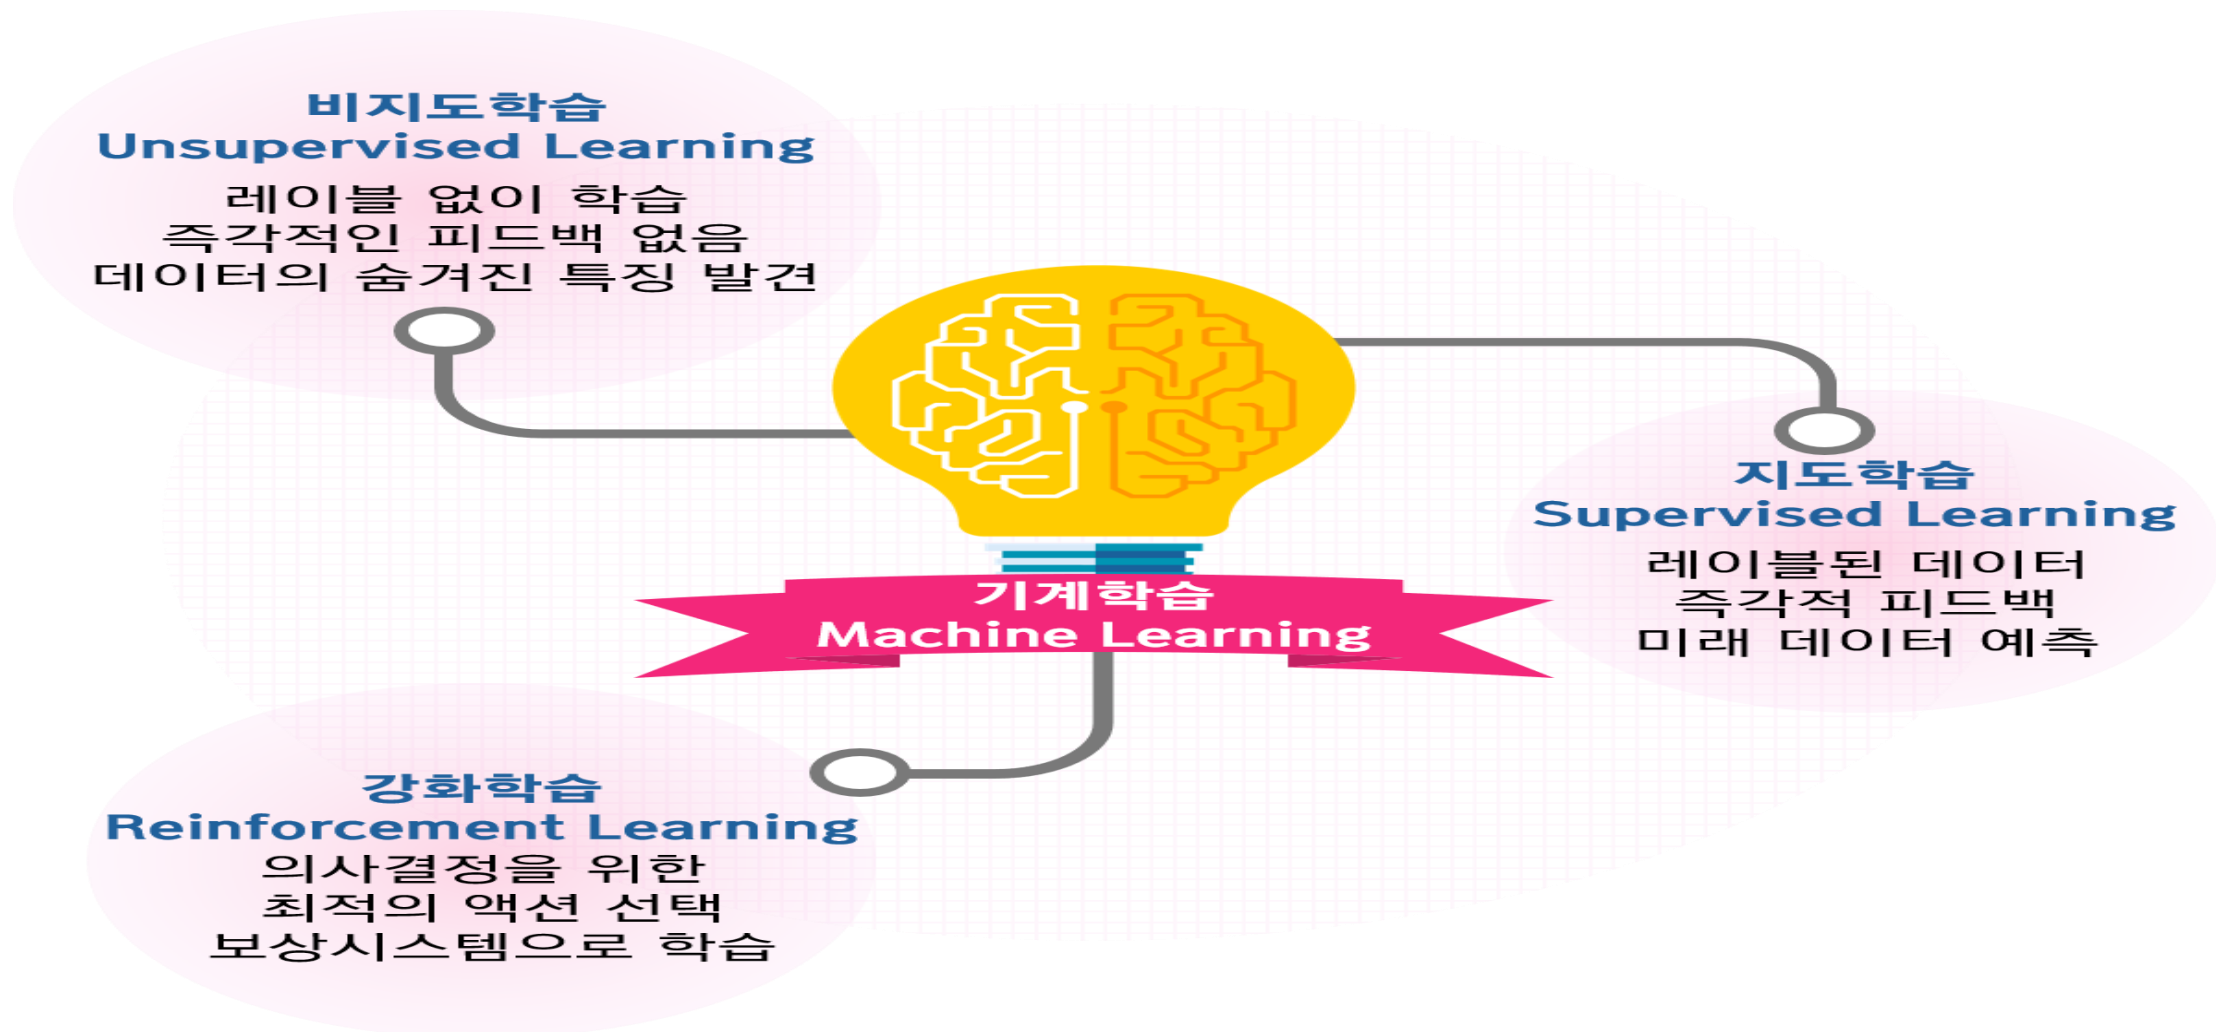 비지도학습
Unsupervised Learning
레이블 없이 학습
즉각적인 피드백 없음
데이터의 숨겨진 특징 발견
지도학습
Supervised Learning
레이블된 데이터
즉각적 피드백
미래 데이터 예측
기계학습
Machine Learning
강화학습
Reinforcement Learning
의사결정을 위한
최적의 액션 선택
보상시스템으로 학습